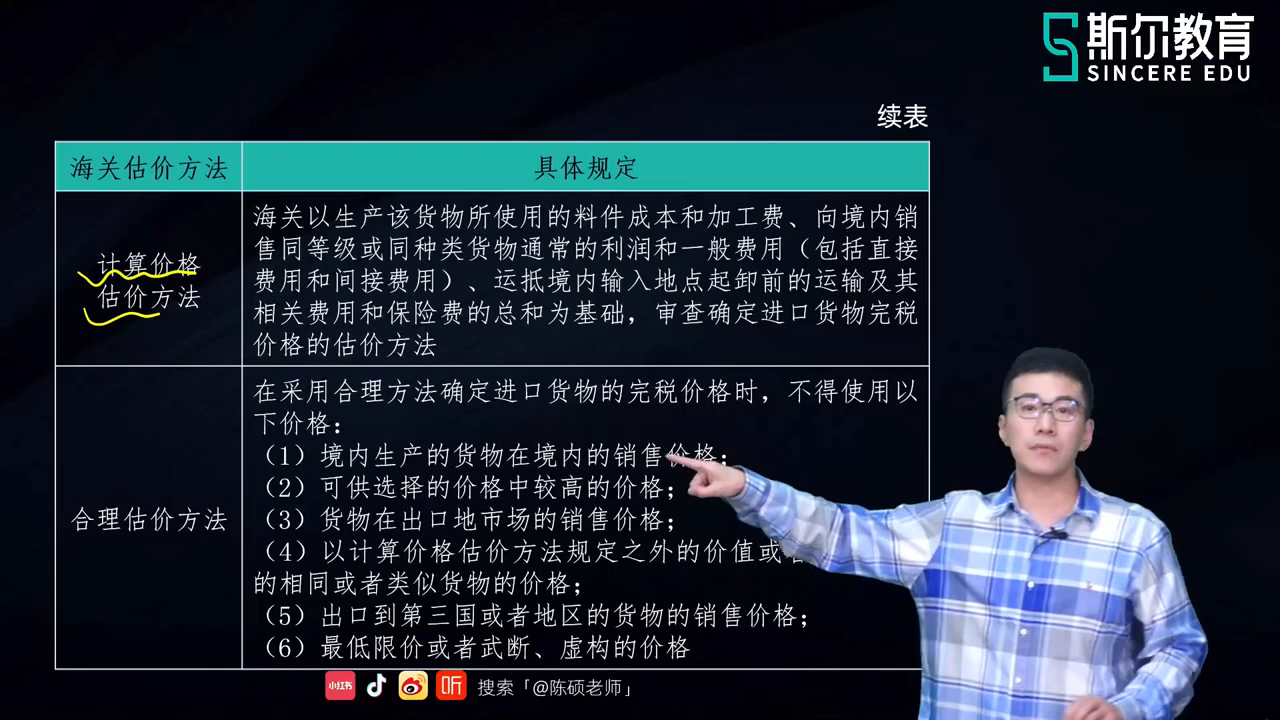 斯尔教育
SINCERE EDU
续表
海关估价方法
具体规定
计算价格
估价方法
海关以生产该货物所使用的料件成本和加工费、向境内销
售同等级或同种类货物通常的利润和一般费用（包括直接
费用和间接费用）、运抵境内输入地点起卸前的运输及其
相关费用和保险费的总和为基础，审查确定进口货物完税
价格的估价方法
合理估价方法
在采用合理方法确定进口货物的完税价格时，不得使用以
下价格：
（1）境内生产的货物在境内的销售价格；
（2）可供选择的价格中较高的价格；
（3）货物在出口地市场的销售价格；
（4）以计算价格估价方法规定之外的价值或
的相同或者类似货物的价格；
（5）出口到第三国或者地区的货物的销售价格；
（6）最低限价或者武断、虚构的价格
小红书
听
搜索「@陈硕老师」